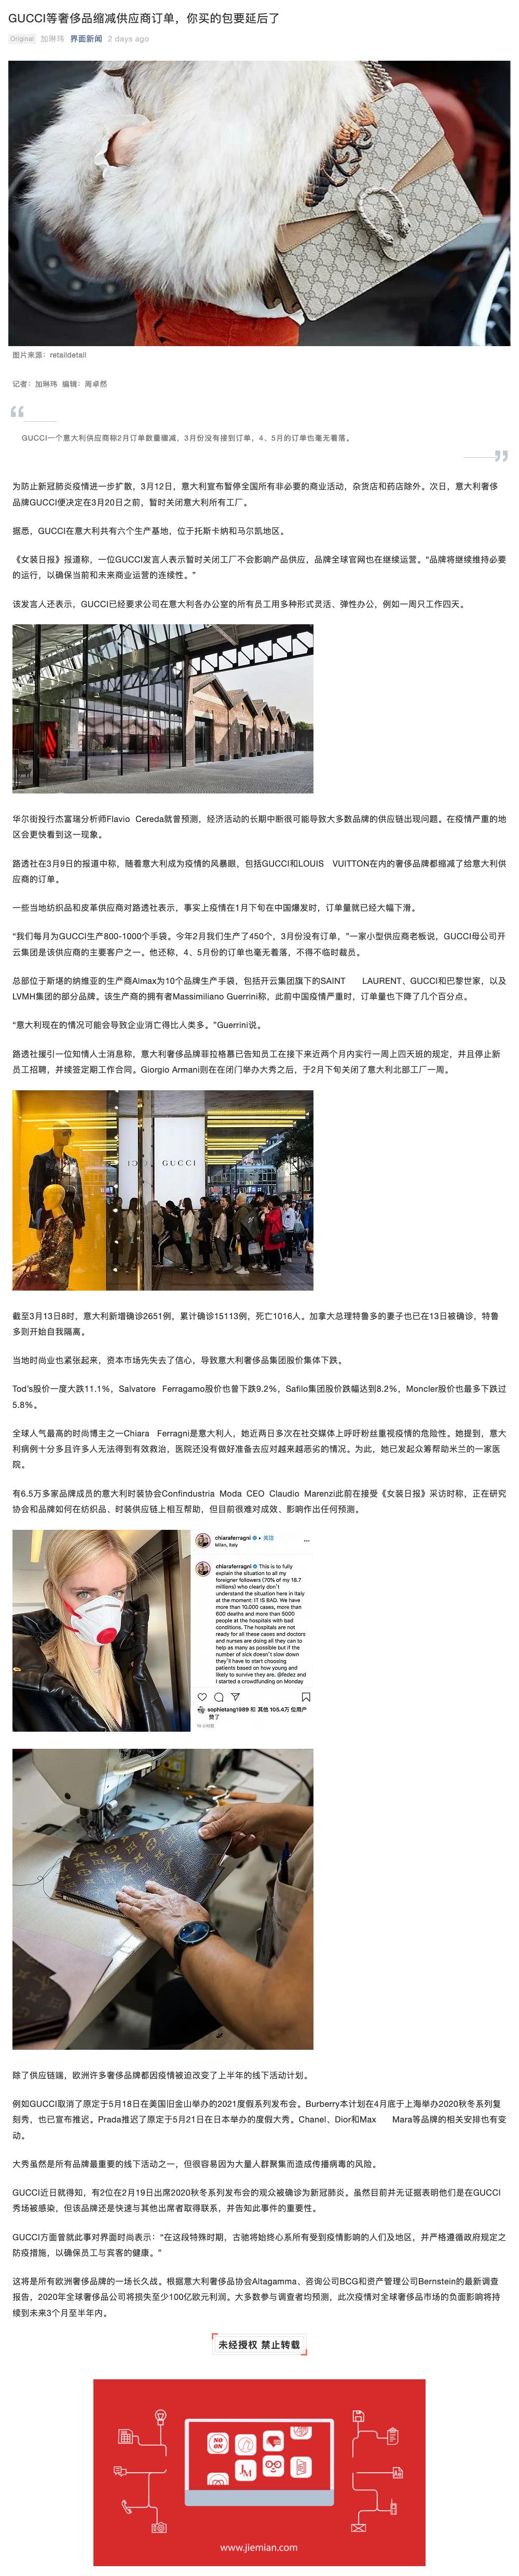 GUCCI等奢侈品缩减供应商订单，你买的包要延后了
Original 加琳玮 界面新闻 2 days ago
图片来源：retaildetail
记者：加琳玮 编辑：周卓然
GUCCI一个意大利供应商称2月订单数量骤减，3月份没有接到订单，4、5月的订单也毫无着落。
为防止新冠肺炎疫情进一步扩散，3月12日，意大利宣布暂停全国所有非必要的商业活动，杂货店和药店除外。次日，意大利奢侈
品牌GUCCI便决定在3月20日之前，暂时关闭意大利所有工厂。
据悉，GUCCI在意大利共有六个生产基地，位于托斯卡纳和马尔凯地区。
《女装日报》报道称，一位GUCCI发言人表示暂时关闭工厂不会影响产品供应，品牌全球官网也在继续运营。“品牌将继续维持必要
的运行，以确保当前和未来商业运营的连续性。”
该发言人还表示，GUCCI已经要求公司在意大利各办公室的所有员工用多种形式灵活、弹性办公，例如一周只工作四天。
华尔街投行杰富瑞分析师Flavio Cereda就曾预测，经济活动的长期中断很可能导致大多数品牌的供应链出现问题。在疫情严重的地
区会更快看到这一现象。
路透社在3月9日的报道中称，随着意大利成为疫情的风暴眼，包括GUCCI和LOUIS VUITTON在内的奢侈品牌都缩减了给意大利供
应商的订单。
一些当地纺织品和皮革供应商对路透社表示，事实上疫情在1月下旬在中国爆发时，订单量就已经大幅下滑。
“我们每月为GUCCI生产800-1000个手袋。今年2月我们生产了450个，3月份没有订单，”一家小型供应商老板说，GUCCI母公司开
云集团是该供应商的主要客户之一。他还称，4、5月份的订单也毫无着落，不得不临时裁员。
总部位于斯堪的纳维亚的生产商Almax为10个品牌生产手袋，包括开云集团旗下的SAINT LAURENT、GUCCI和巴黎世家，以及
LVMH集团的部分品牌。该生产商的拥有者Massimiliano Guerrini称，此前中国疫情严重时，订单量也下降了几个百分点。
“意大利现在的情况可能会导致企业消亡得比人类多。”Guerrini说。
路透社援引一位知情人士消息称，意大利奢侈品牌菲拉格慕已告知员工在接下来近两个月内实行一周上四天班的规定，并且停止新
员工招聘，并续签定期工作合同。Giorgio Armani则在在闭门举办大秀之后，于2月下旬关闭了意大利北部工厂一周。
GUCCI
截至3月13日8时，意大利新增确诊2651例，累计确诊15113例，死亡1016人。加拿大总理特鲁多的妻子也已在13日被确诊，特鲁
多则开始自我隔离。
当地时尚业也紧张起来，资本市场先失去了信心，导致意大利奢侈品集团股价集体下跌。
Tod’s股价一度大跌11.1%，Salvatore Ferragamo股价也曾下跌9.2%，Safilo集团股价跌幅达到8.2%，Moncler股价也最多下跌过
5.8%。
全球人气最高的时尚博主之一Chiara Ferragni是意大利人，她近两日多次在社交媒体上呼吁粉丝重视疫情的危险性。她提到，意大
利病例十分多且许多人无法得到有效救治，医院还没有做好准备去应对越来越恶劣的情况。为此，她已发起众筹帮助米兰的一家医
院。
有6.5万多家品牌成员的意大利时装协会Confindustria Moda CEO Claudio Marenzi此前在接受《女装日报》采访时称，正在研究
协会和品牌如何在纺织品、时装供应链上相互帮助，但目前很难对成效、影响作出任何预测。
chiaraferragni • 关注
Milan, Italy
chiaraferragni This is to fully
explain the situation to all my
foreigner followers (70% of 18.7
millions) who clearly don’t
understand the situation here in Italy
at the moment: IT IS BAD. We have
more than 10.000 cases, more than
600 deaths and more than 5000
people at the hospitals with bad
conditions. The hospitals are not
ready for all these cases and doctors
and nurses are doing all they can to
help as many as possible but if the
number of sick doesn’t slow down
they’ll have to start choosing
patients based on how young and
likely to survive they are. @fedez and
I started a crowdfunding on Monday
sophietang1989 和 其他 105.4万 位用户
赞了
除了供应链端，欧洲许多奢侈品牌都因疫情被迫改变了上半年的线下活动计划。
例如GUCCI取消了原定于5月18日在美国旧金山举办的2021度假系列发布会。Burberry本计划在4月底于上海举办2020秋冬系列复
刻秀，也已宣布推迟。Prada推迟了原定于5月21日在日本举办的度假大秀。Chanel、Dior和Max Mara等品牌的相关安排也有变
动。
大秀虽然是所有品牌最重要的线下活动之一，但很容易因为大量人群聚集而造成传播病毒的风险。
GUCCI近日就得知，有2位在2月19日出席2020秋冬系列发布会的观众被确诊为新冠肺炎。虽然目前并无证据表明他们是在GUCCI
秀场被感染，但该品牌还是快速与其他出席者取得联系，并告知此事件的重要性。
GUCCI方面曾就此事对界面时尚表示：“在这段特殊时期，古驰将始终心系所有受到疫情影响的人们及地区，并严格遵循政府规定之
防疫措施，以确保员工与宾客的健康。”
这将是所有欧洲奢侈品牌的一场长久战。根据意大利奢侈品协会Altagamma、咨询公司BCG和资产管理公司Bernstein的最新调查
报告，2020年全球奢侈品公司将损失至少100亿欧元利润。大多数参与调查者均预测，此次疫情对全球奢侈品市场的负面影响将持
续到未来3个月至半年内。
未经授权 禁止转载
NO
ON
JM
www.jiemian.com